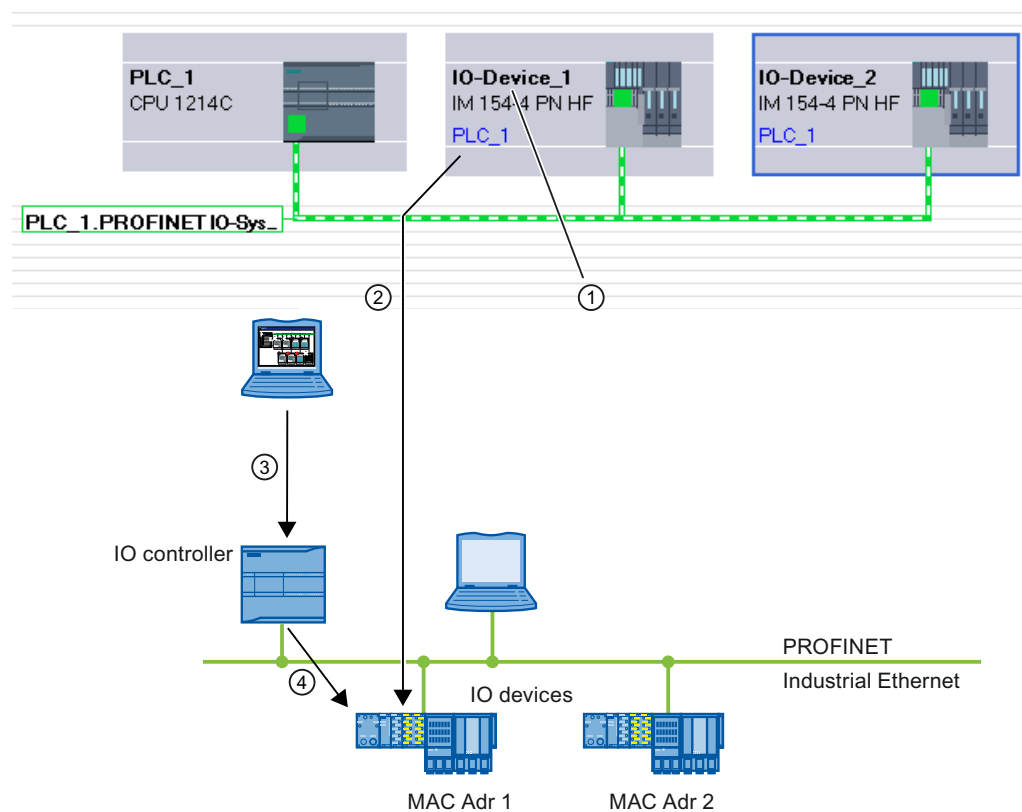 PLC_1
CPU 1214C
IO-Device_1
IM 154-4 PN HF
PLC_1
IO-Device_2
IM 154-4 PN HF
PLC_1
PLC_1.PROFINET IO-Sys_
②
①
③
IO controller
PROFINET
④
IO devices
Industrial Ethernet
MAC Adr 1
MAC Adr 2